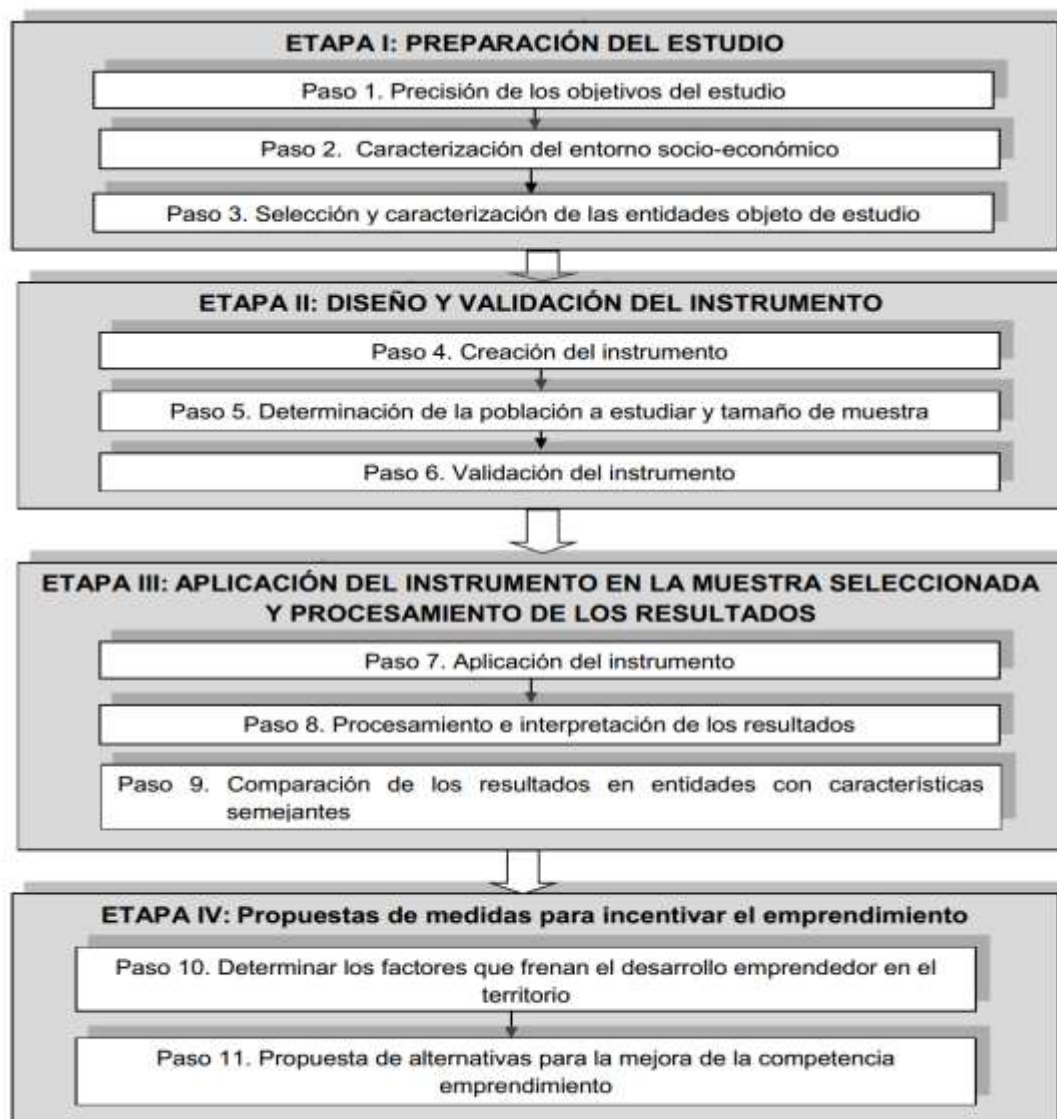 ETAPA I: PREPARACIÓN DEL ESTUDIO
Paso 1. Precisión de los objetivos del estudio
Paso 2. Caracterización del entorno socio-económico
Paso 3. Selección y caracterización de las entidades objeto de estudio
ETAPA II: DISEÑO Y VALIDACIÓN DEL INSTRUMENTO
Paso 4. Creación del instrumento
Paso 5. Determinación de la población a estudiar y tamaño de muestra
Paso 6. Validación del instrumento
ETAPA III: APLICACIÓN DEL INSTRUMENTO EN LA MUESTRA SELECCIONADA
Y PROCESAMIENTO DE LOS RESULTADOS
Paso 7. Aplicación del instrumento
Paso 8. Procesamiento e interpretación de los resultados
Paso 9. Comparación de los resultados en entidades con características
semejantes
ETAPA IV: Propuestas de medidas para incentivar el emprendimiento
Paso 10. Determinar los factores que frenan el desarrollo emprendedor en el
territorio
Paso 11. Propuesta de alternativas para la mejora de la competencia
emprendimiento